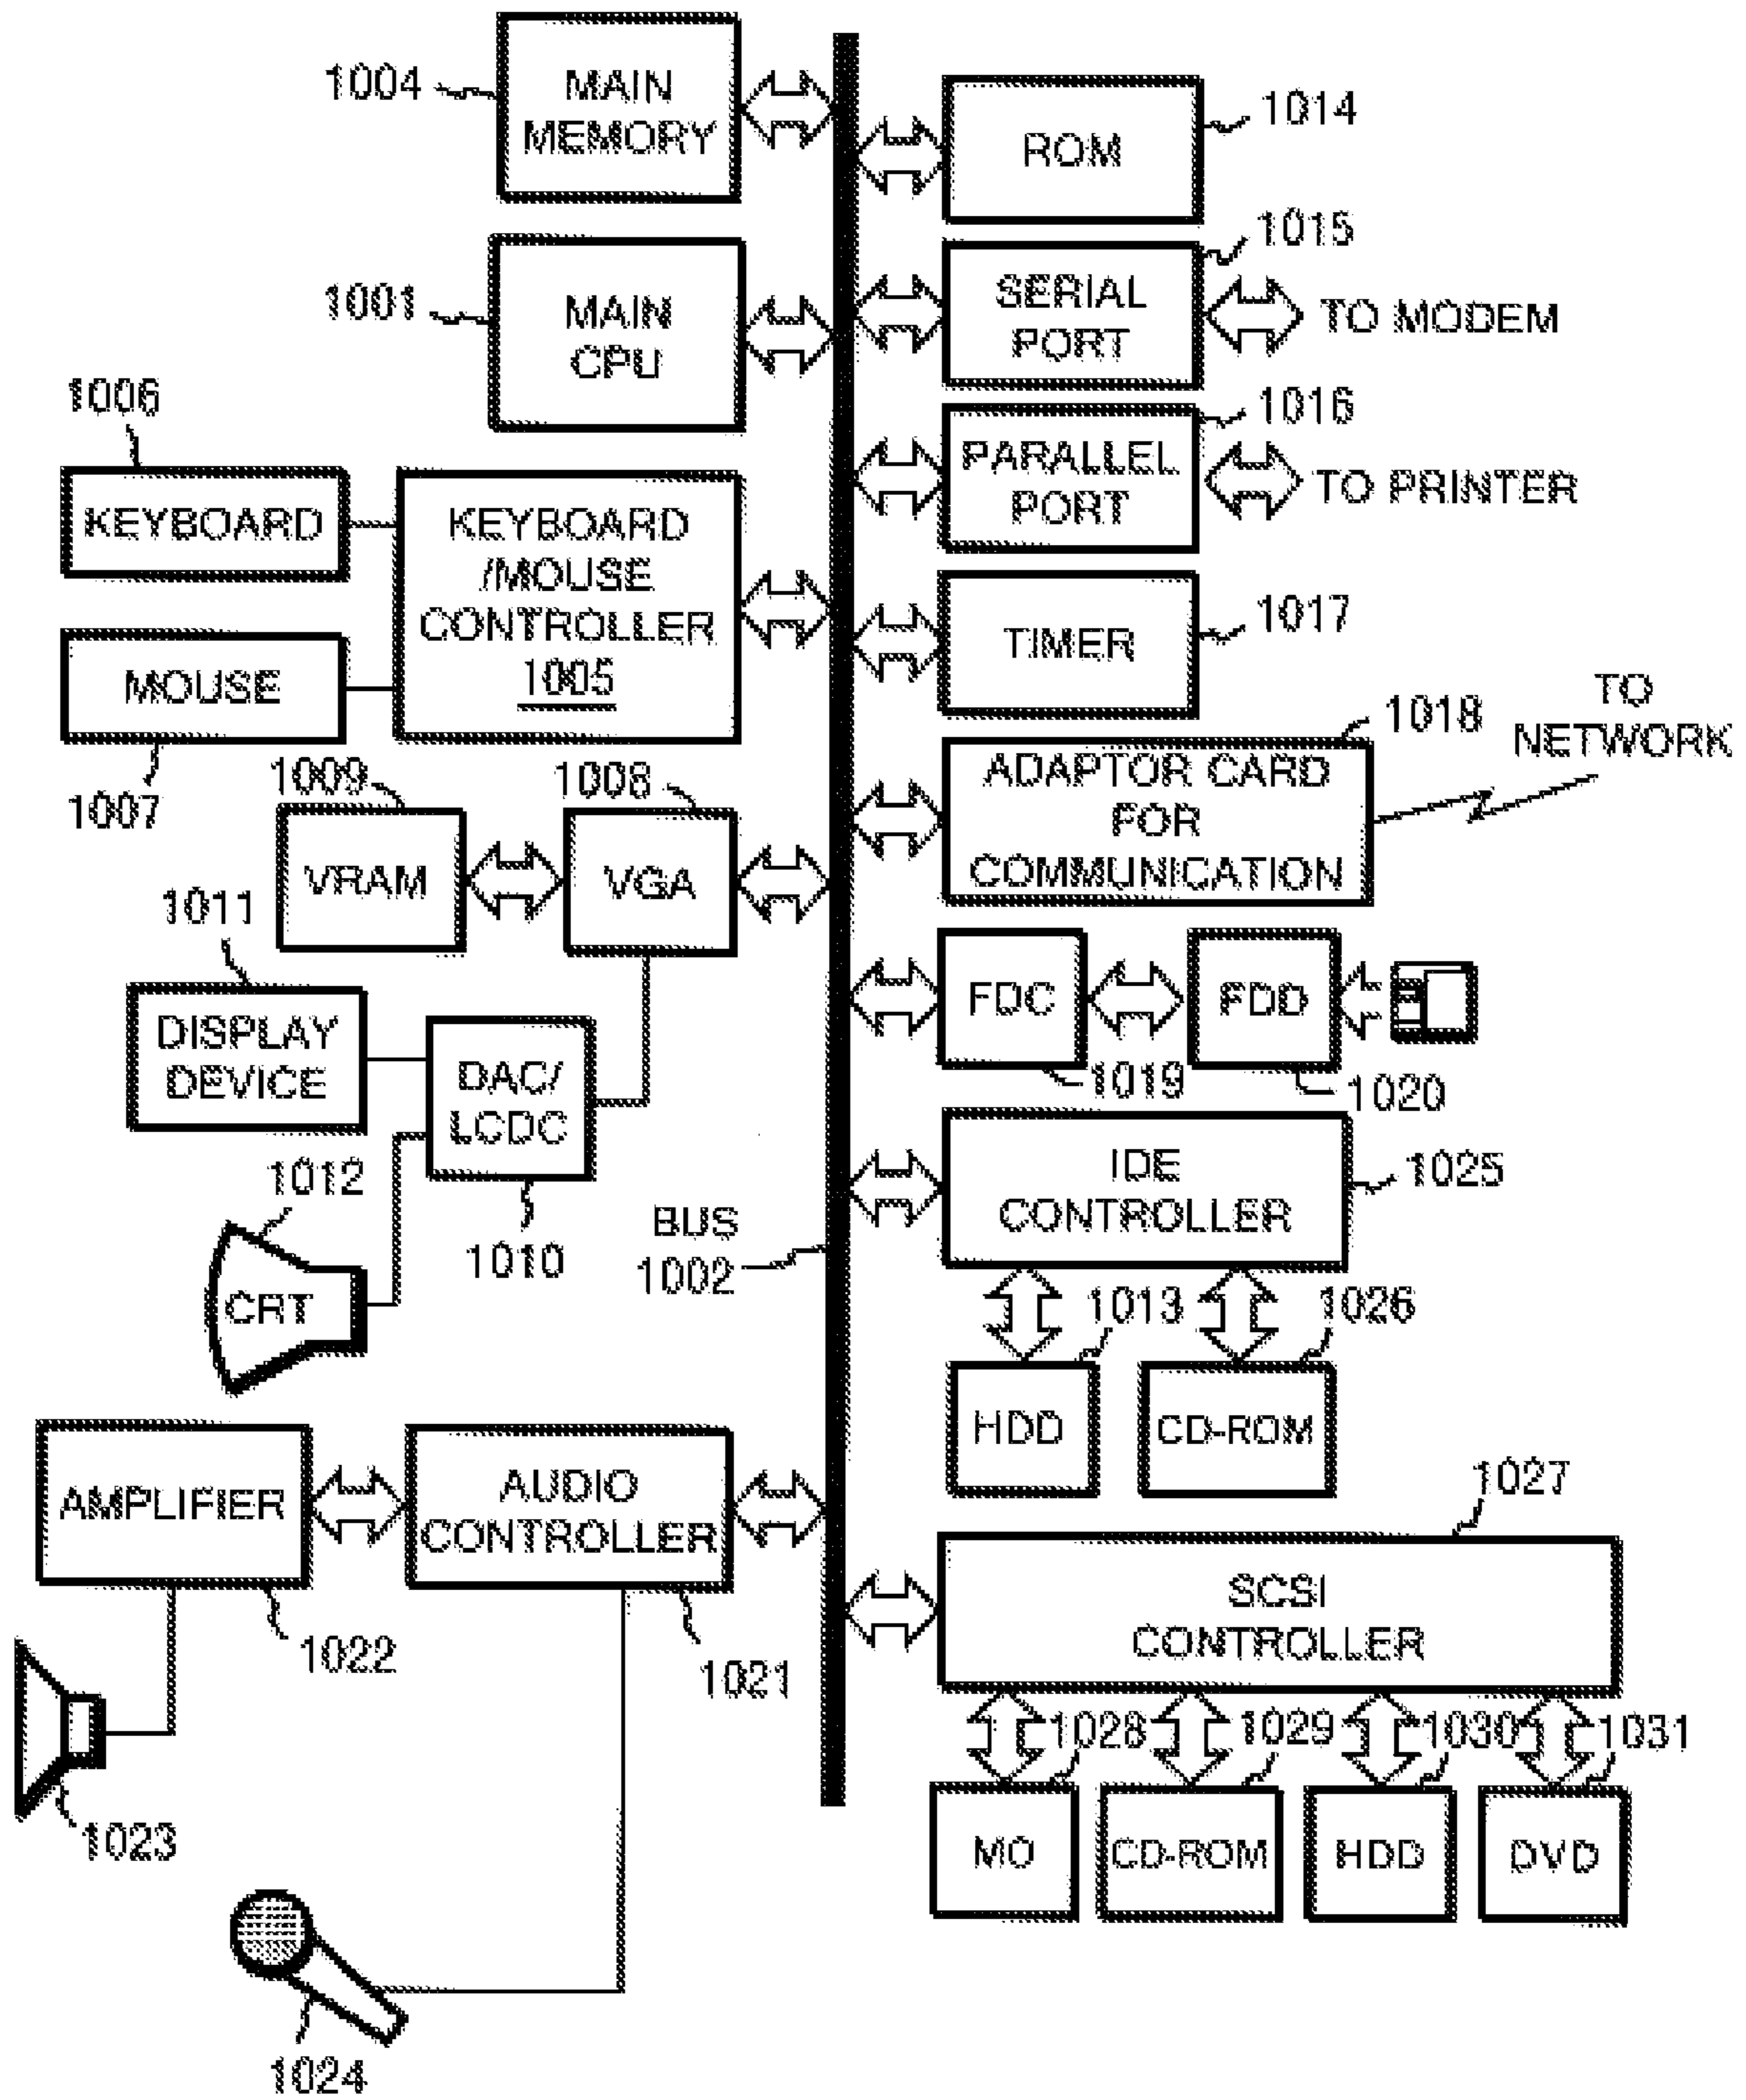 1004
MAIN
MEMORY
ROM
1014
1001
MAIN
CPU
1015
SERIAL
PORT
TO MODEM
1006
KEYBOARD
KEYBOARD
/MOUSE
CONTROLLER
1005
1016
PARALLEL
PORT
TO PRINTER
MOUSE
1007
TIMER
1017
1009
VRAM
1008
VGA
1018
ADAPTOR CARD
FOR
COMMUNICATION
TO
NETWORK
1011
DISPLAY
DEVICE
DAC/
LCDC
1010
FDC
1019
FDD
1020
1012
CRT
BUS
1002
IDE
CONTROLLER
1025
1013
HDD
1026
CD-ROM
AMPLIFIER
1022
AUDIO
CONTROLLER
1021
1027
SCSI
CONTROLLER
1023
1028
1029
1030
1031
MO
CD-ROM
HDD
DVD
1024